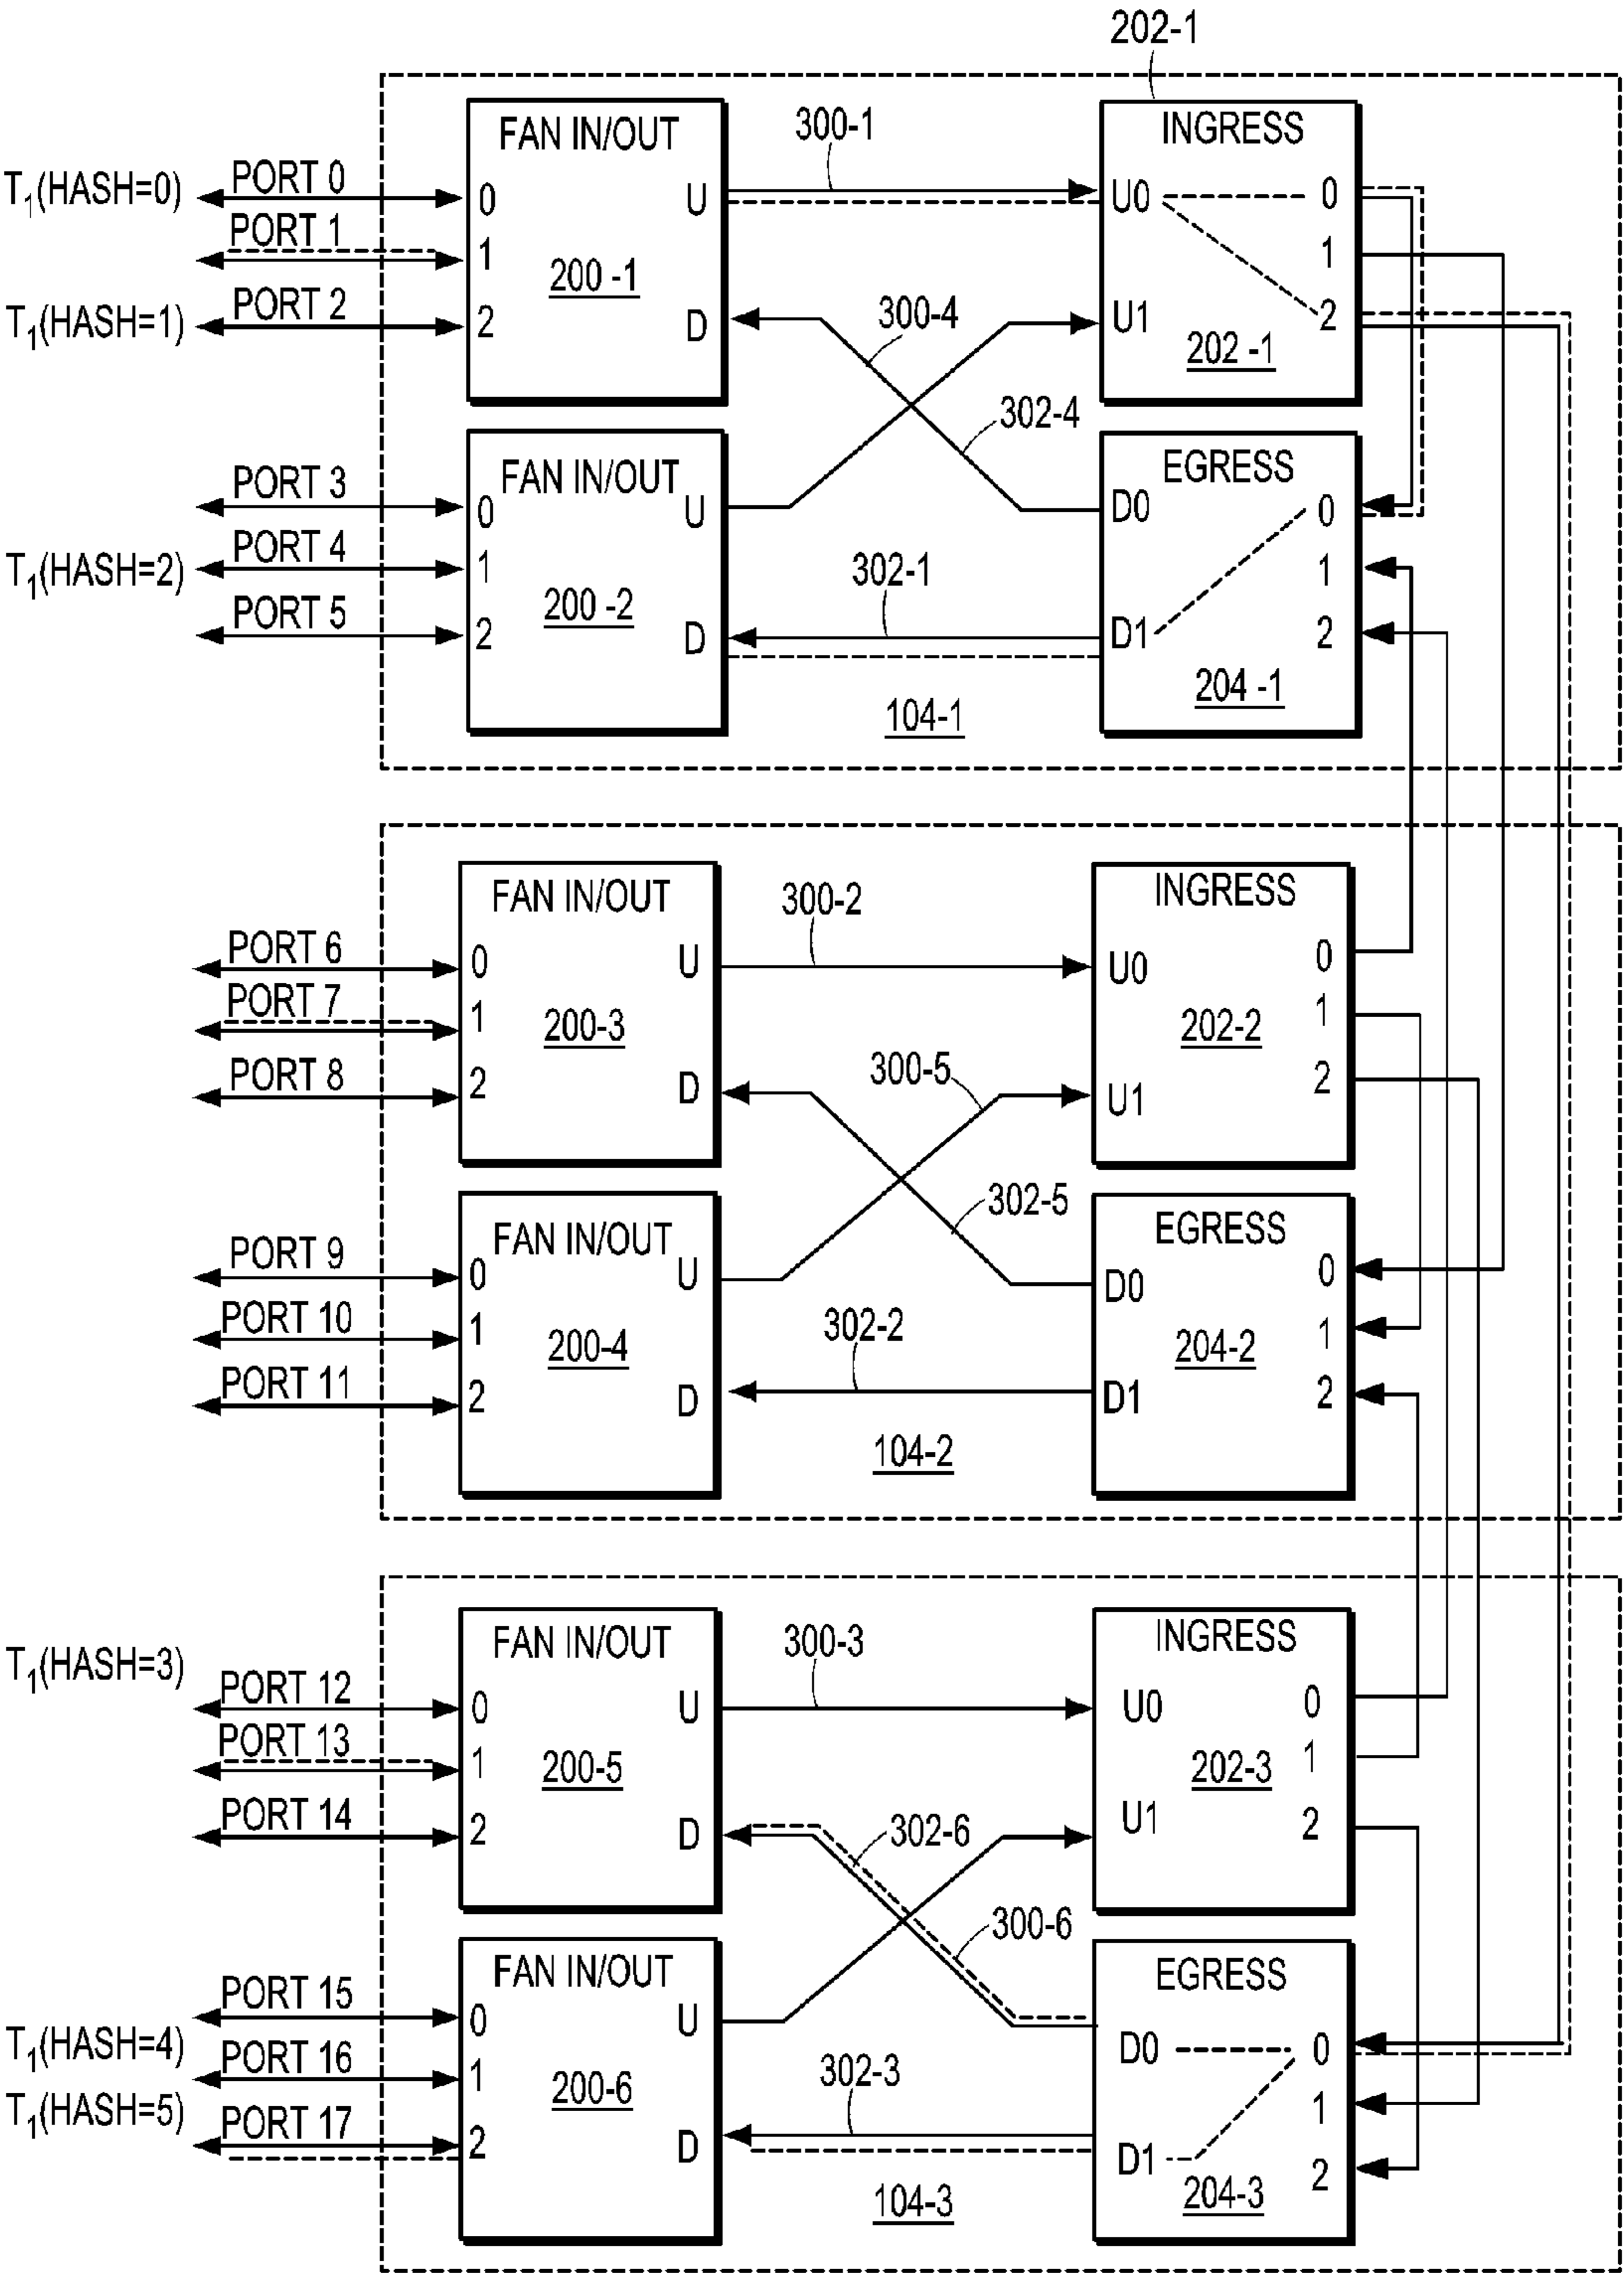 202-1
FAN IN/OUT
300-1
INGRESS
T1(HASH=0)
PORT 0
0
U
U0
0
PORT 1
1
200 -1
1
T1(HASH=1)
PORT 2
2
D
300-4
U1
2
202 -1
302-4
FAN IN/OUT
EGRESS
PORT 3
0
U
D0
0
T1(HASH=2)
PORT 4
1
200 -2
302-1
1
PORT 5
2
D
D1
2
204 -1
104-1
FAN IN/OUT
300-2
INGRESS
PORT 6
0
U
U0
0
PORT 7
1
200-3
202-2
1
PORT 8
2
D
300-5
U1
2
302-5
FAN IN/OUT
EGRESS
PORT 9
0
U
D0
0
PORT 10
1
200-4
302-2
204-2
1
PORT 11
2
D
D1
2
104-2
FAN IN/OUT
300-3
INGRESS
T1(HASH=3)
PORT 12
0
U
U0
0
PORT 13
1
200-5
202-3
1
PORT 14
2
D
302-6
U1
2
300-6
FAN IN/OUT
EGRESS
PORT 15
0
U
D0
0
T1(HASH=4)
PORT 16
1
200-6
302-3
1
T1(HASH=5)
PORT 17
2
D
D1
2
204-3
104-3